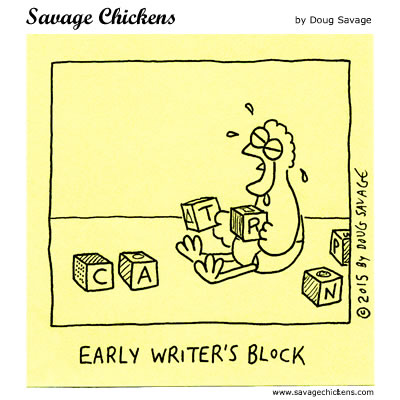 Savage Chickens
by Doug Savage
A T
R
P
C
A
N
© 2015 BY DOUG SAVAGE
EARLY WRITER'S BLOCK
www.savagechickens.com